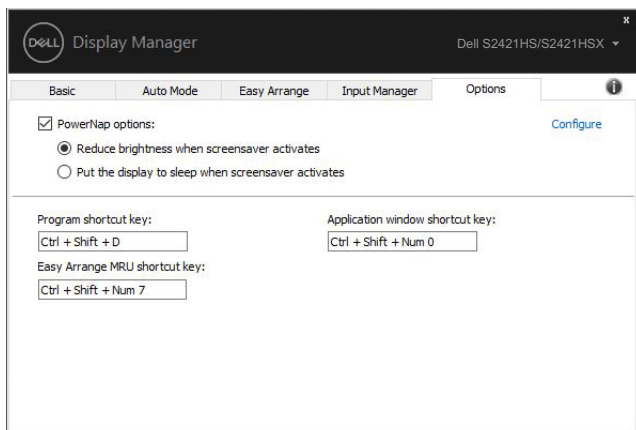 x
DELL Display Manager Dell S2421HS/S2421HSX
Basic Auto Mode Easy Arrange Input Manager Options i
PowerNap options: Configure
Reduce brightness when screensaver activates
Put the display to sleep when screensaver activates
Program shortcut key: Application window shortcut key:
Ctrl + Shift + D Ctrl + Shift + Num 0
Easy Arrange MRU shortcut key:
Ctrl + Shift + Num 7